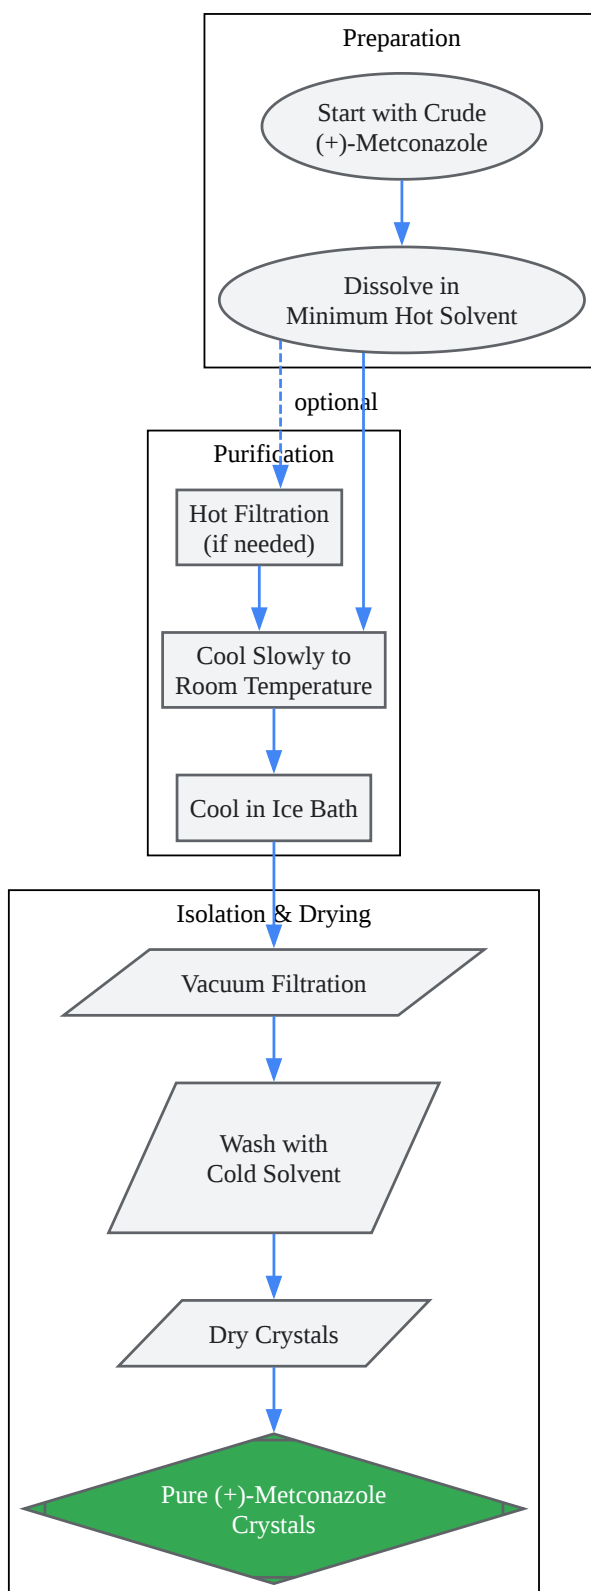 Preparation
Start with Crude
(+)-Metconazole
Dissolve in
Minimum Hot Solvent
optional
Purification
Hot Filtration
(if needed)
Cool Slowly to
Room Temperature
Cool in Ice Bath
Isolation & Drying
Vacuum Filtration
Wash with
Cold Solvent
Dry Crystals
Pure (+)-Metconazole
Crystals